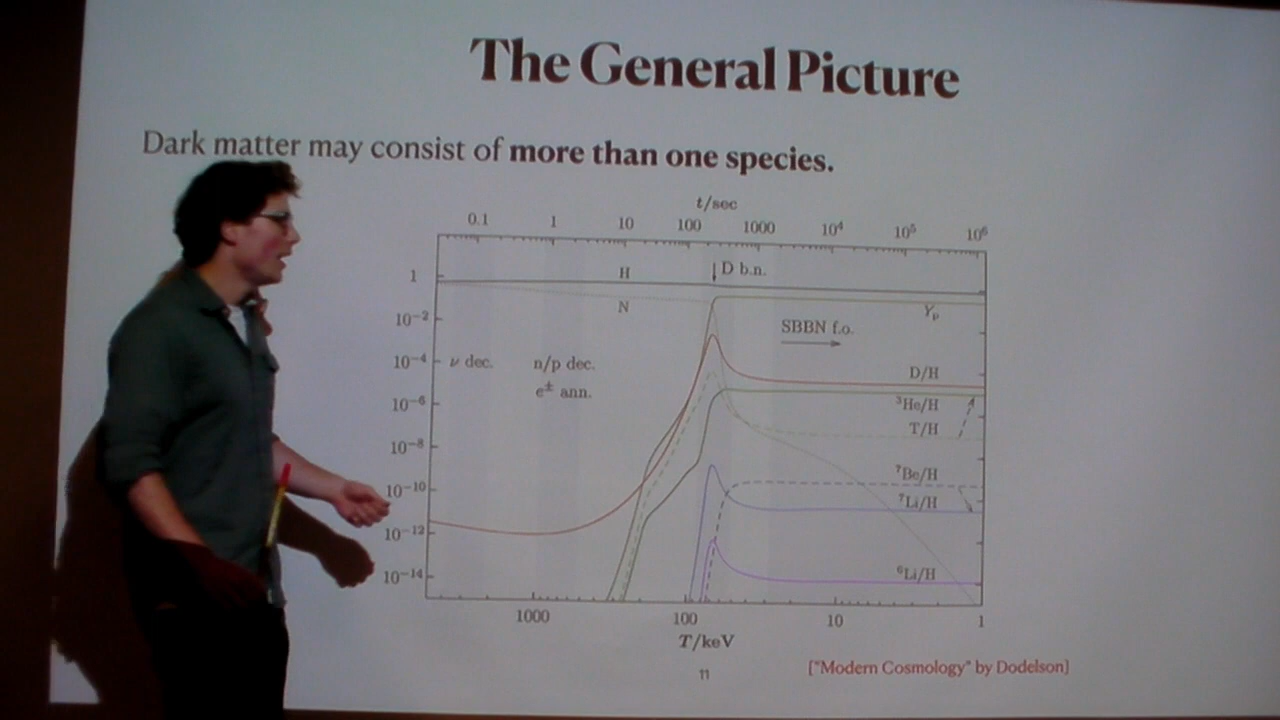 The General Picture
Dark matter may consist of more than one species.
t/sec
0.1 1 10 100 1000 10⁴ 10⁵ 10⁶
1
10⁻²
10⁻⁴
10⁻⁶
10⁻⁸
10⁻¹⁰
10⁻¹²
10⁻¹⁴
H
D b.n.
N
Yₚ
SBBN f.o.
ν dec.
n/p dec.
e± ann.
D/H
³He/H
T/H
⁷Be/H
⁷Li/H
⁶Li/H
1000 100 10 1
T/keV
["Modern Cosmology" by Dodelson]
11